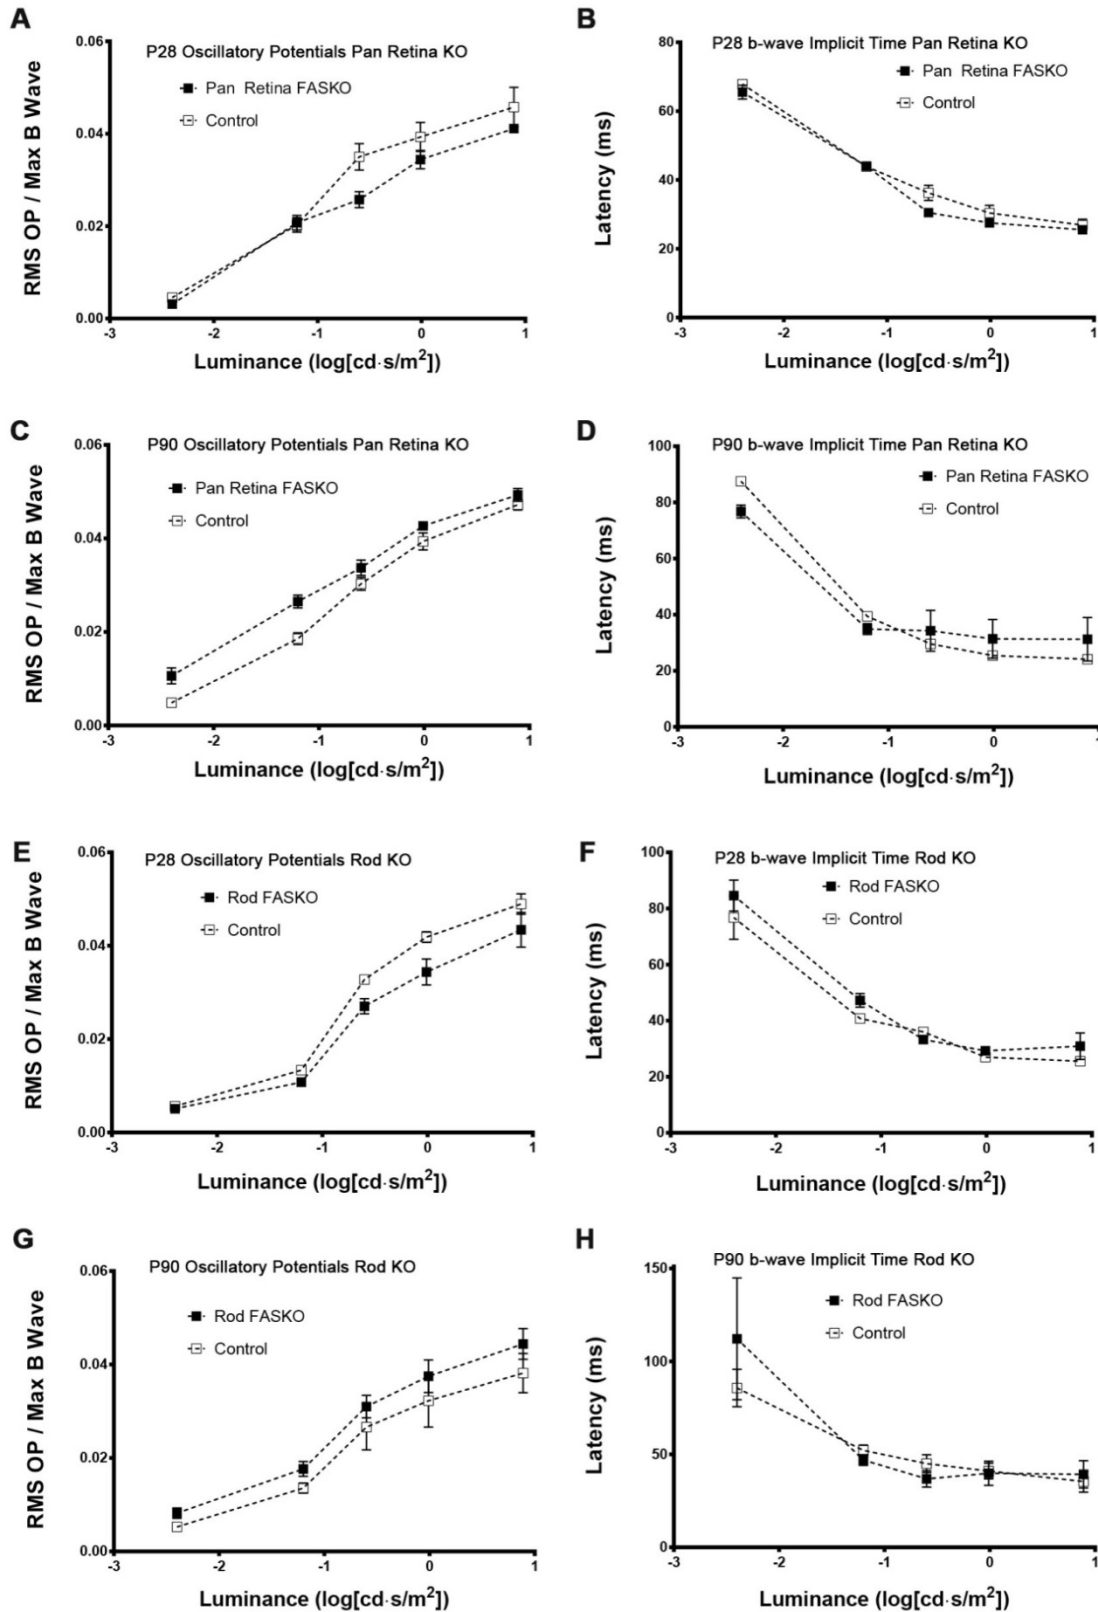 A
P28 Oscillatory Potentials Pan Retina KO
Pan Retina FASKO
Control
RMS OP / Max B Wave
0.06
0.04
0.02
0.00
-3 -2 -1 0 1
Luminance (log[cd·s/m²])
B
P28 b-wave Implicit Time Pan Retina KO
Pan Retina FASKO
Control
Latency (ms)
80
60
40
20
0
-3 -2 -1 0 1
Luminance (log[cd·s/m²])
C
P90 Oscillatory Potentials Pan Retina KO
Pan Retina FASKO
Control
RMS OP / Max B Wave
0.06
0.04
0.02
0.00
-3 -2 -1 0 1
Luminance (log[cd·s/m²])
D
P90 b-wave Implicit Time Pan Retina KO
Pan Retina FASKO
Control
Latency (ms)
100
80
60
40
20
0
-3 -2 -1 0 1
Luminance (log[cd·s/m²])
E
P28 Oscillatory Potentials Rod KO
Rod FASKO
Control
RMS OP / Max B Wave
0.06
0.04
0.02
0.00
-3 -2 -1 0 1
Luminance (log[cd·s/m²])
F
P28 b-wave Implicit Time Rod KO
Rod FASKO
Control
Latency (ms)
100
80
60
40
20
0
-3 -2 -1 0 1
Luminance (log[cd·s/m²])
G
P90 Oscillatory Potentials Rod KO
Rod FASKO
Control
RMS OP / Max B Wave
0.06
0.04
0.02
0.00
-3 -2 -1 0 1
Luminance (log[cd·s/m²])
H
P90 b-wave Implicit Time Rod KO
Rod FASKO
Control
Latency (ms)
150
100
50
0
-3 -2 -1 0 1
Luminance (log[cd·s/m²])